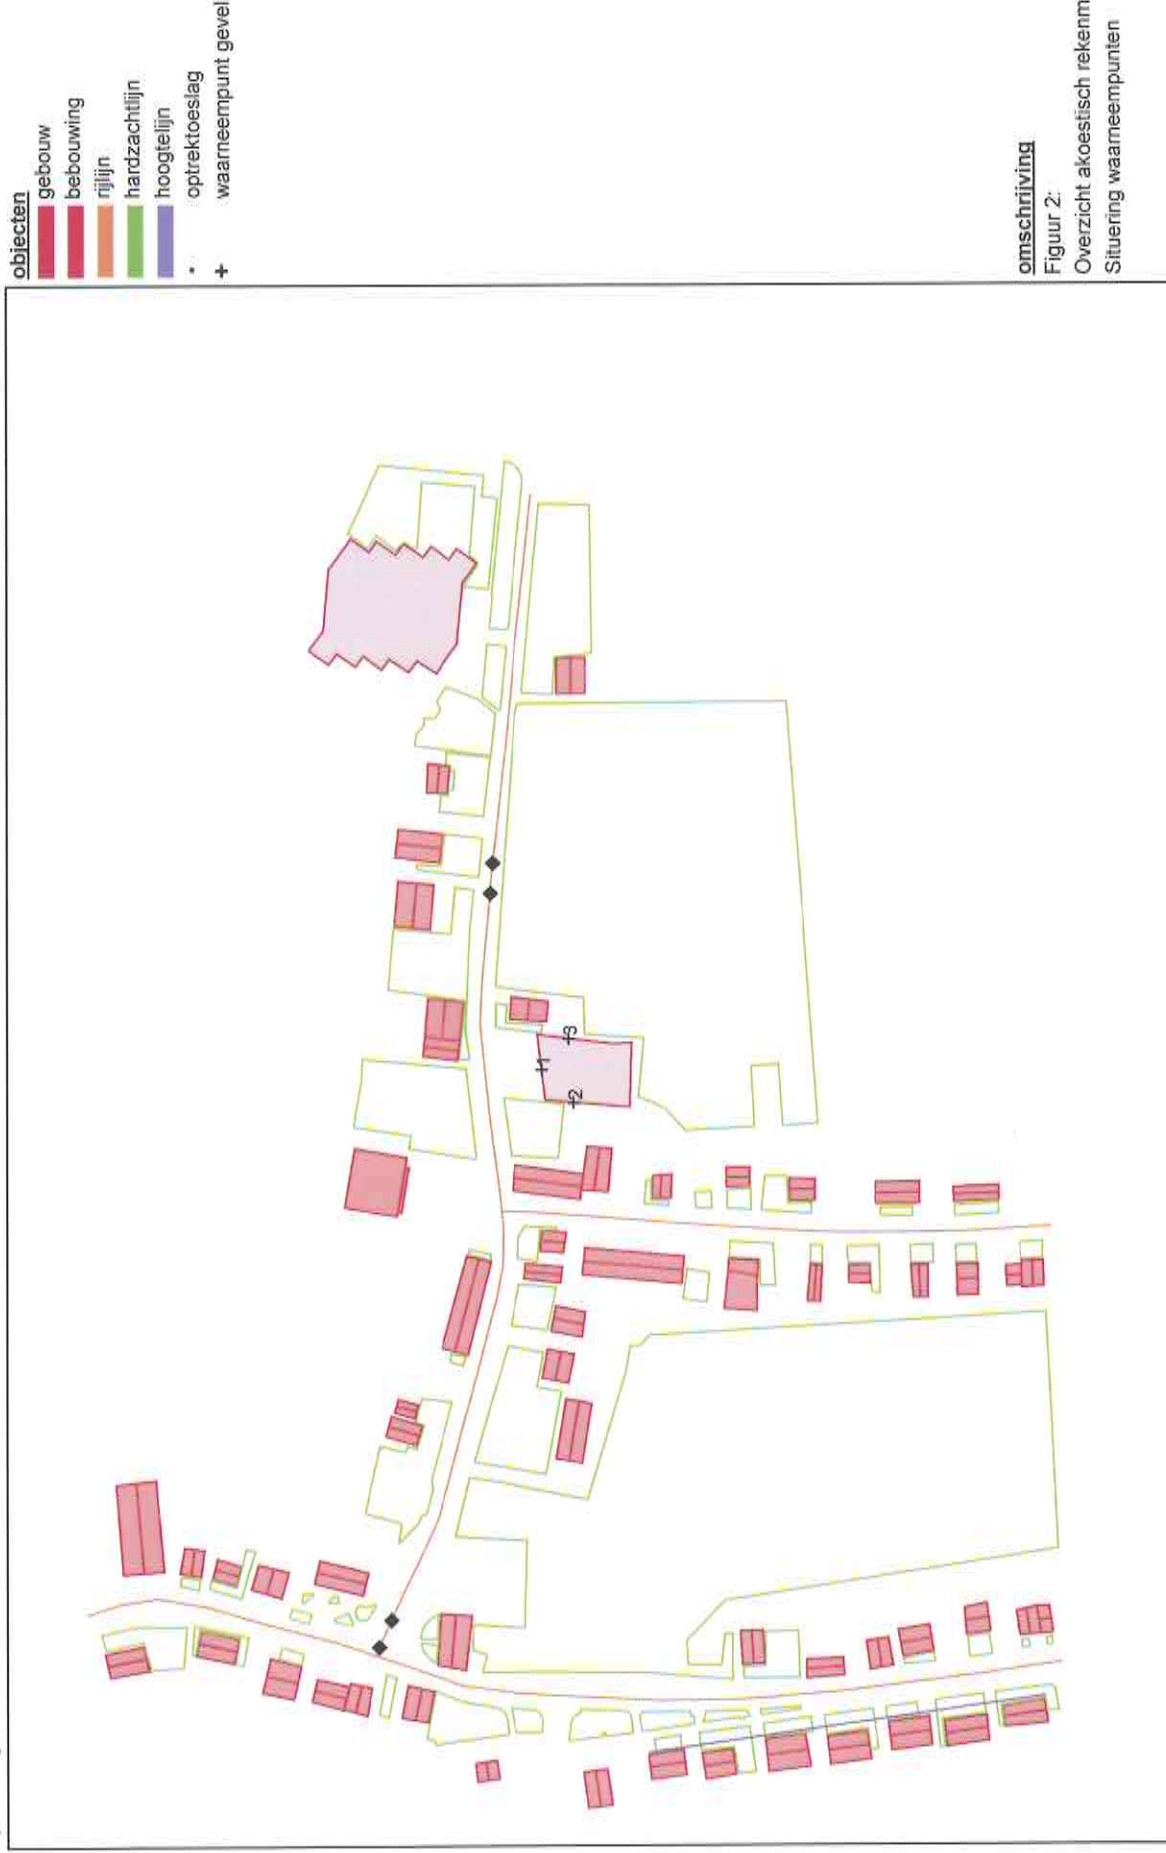 objecten
gebouw
bebouwing
rijlijn
hardzachtlijn
hoogtelijn
optrektoeslag
+ waarneempunt gevel
1
2
3
omschrijving
Figuur 2:
Overzicht akoestisch rekenm
Situering waarneempunten